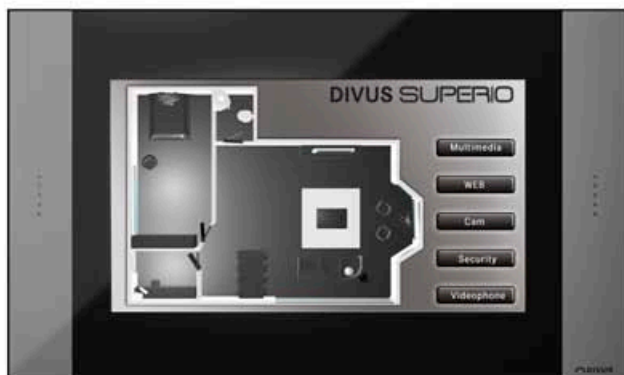 DIVUS SUPERIO
Multimedia
WEB
Cam
Security
Videophone